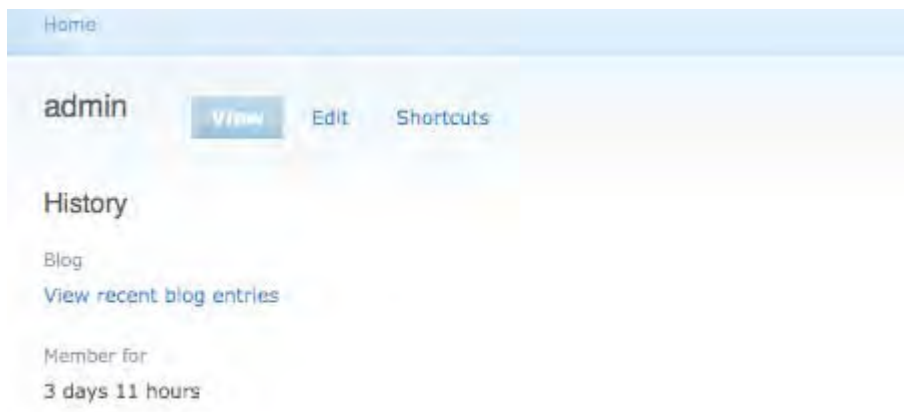 Home
admin View Edit Shortcuts
History
Blog
View recent blog entries
Member for
3 days 11 hours